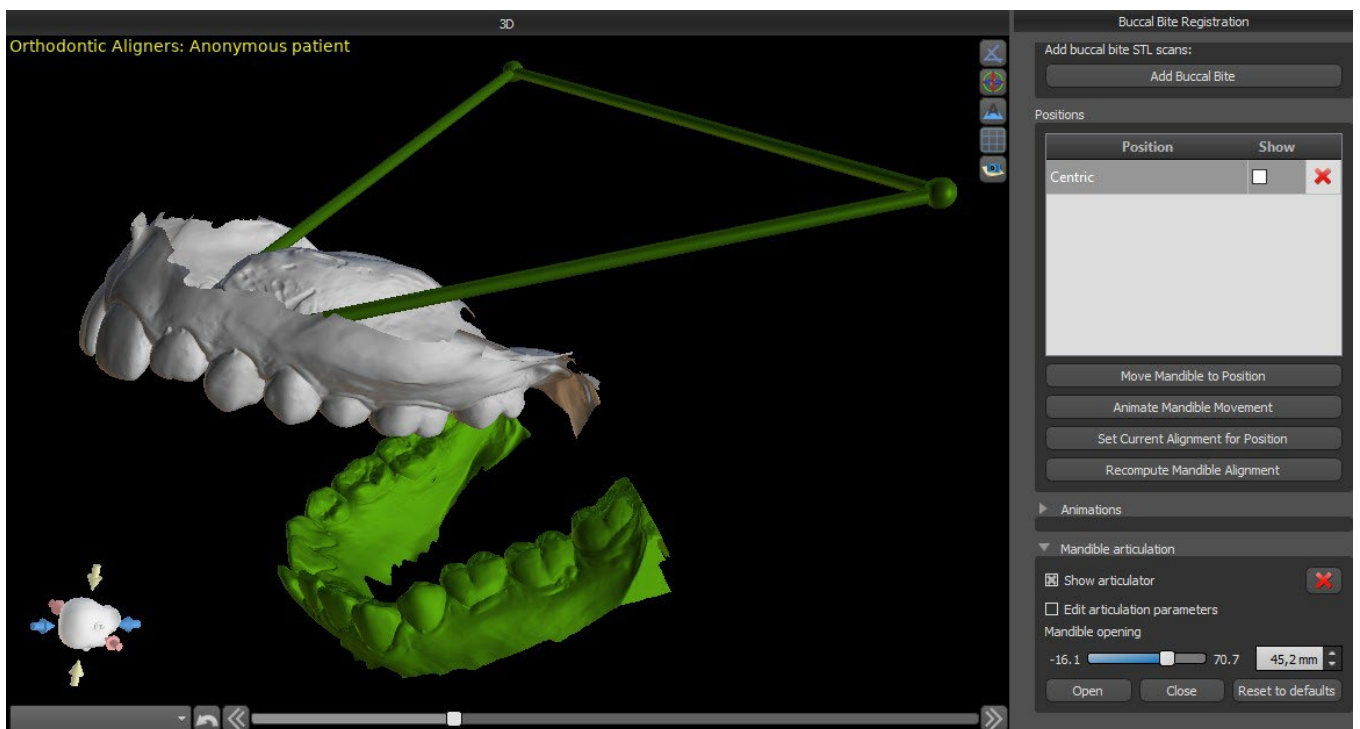 3D
Orthodontic Aligners: Anonymous patient
Buccal Bite Registration
Add buccal bite STL scans:
Add Buccal Bite
Positions
Position Show
Centric
Move Mandible to Position
Animate Mandible Movement
Set Current Alignment for Position
Recompute Mandible Alignment
Animations
Mandible articulation
Show articulator
Edit articulation parameters
Mandible opening
-16.1 70.7 45,2 mm
Open Close Reset to defaults